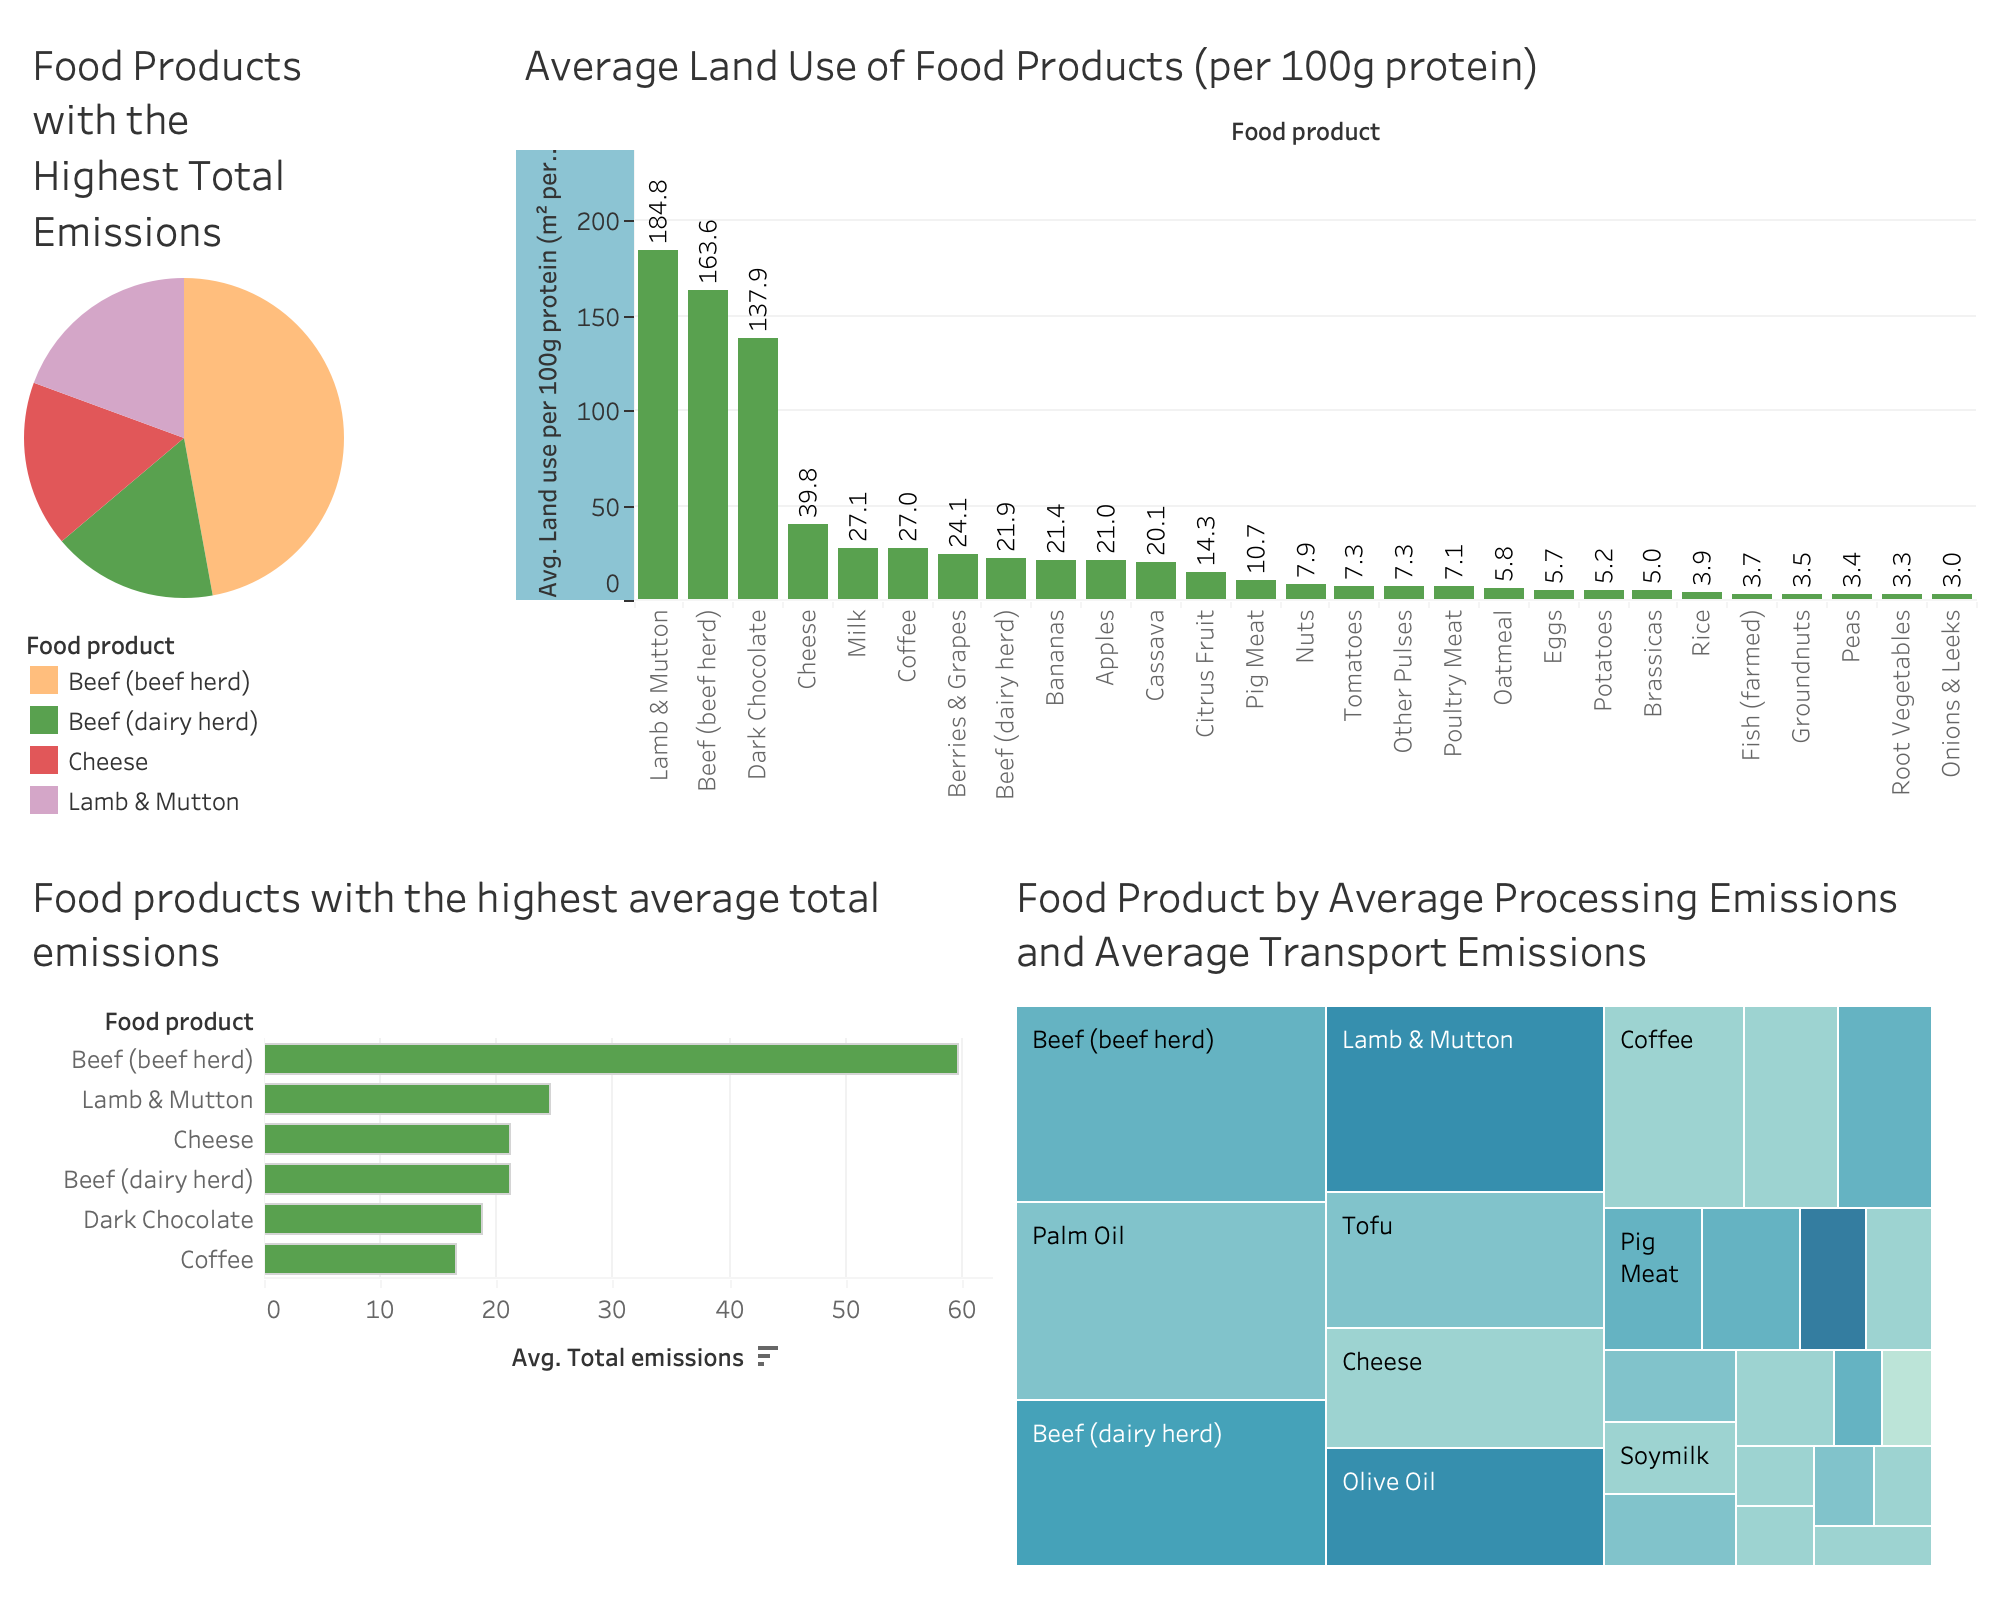 Food Products
with the
Highest Total
Emissions
Food product
Beef (beef herd)
Beef (dairy herd)
Cheese
Lamb & Mutton
Average Land Use of Food Products (per 100g protein)
Food product
Avg. Land use per 100g protein (m² per..
200
150
100
50
0
184.8
163.6
137.9
39.8
27.1
27.0
24.1
21.9
21.4
21.0
20.1
14.3
10.7
7.9
7.3
7.3
7.1
5.8
5.7
5.2
5.0
3.9
3.7
3.5
3.4
3.3
3.0
Lamb & Mutton
Beef (beef herd)
Dark Chocolate
Cheese
Milk
Coffee
Berries & Grapes
Beef (dairy herd)
Bananas
Apples
Cassava
Citrus Fruit
Pig Meat
Nuts
Tomatoes
Other Pulses
Poultry Meat
Oatmeal
Eggs
Potatoes
Brassicas
Rice
Fish (farmed)
Groundnuts
Peas
Root Vegetables
Onions & Leeks
Food products with the highest average total
emissions
Food product
Beef (beef herd)
Lamb & Mutton
Cheese
Beef (dairy herd)
Dark Chocolate
Coffee
0 10 20 30 40 50 60
Avg. Total emissions
Food Product by Average Processing Emissions
and Average Transport Emissions
Beef (beef herd)
Palm Oil
Beef (dairy herd)
Lamb & Mutton
Tofu
Cheese
Olive Oil
Coffee
Pig
Meat
Soymilk